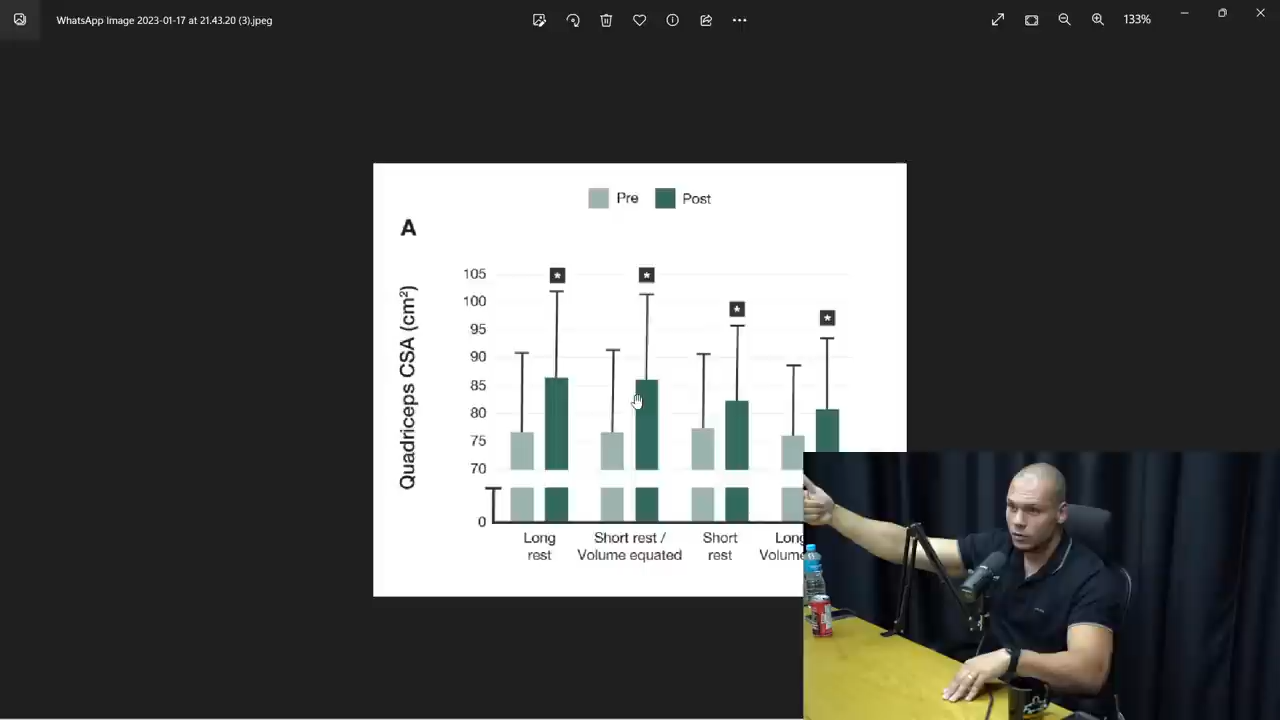 WhatsApp Image 2023-01-17 at 21.43.20 (3).jpeg
133%
Pre
Post
A
Quadriceps CSA (cm²)
105
100
95
90
85
80
75
70
0
Long
rest
Short rest /
Volume equated
Short
rest
Long